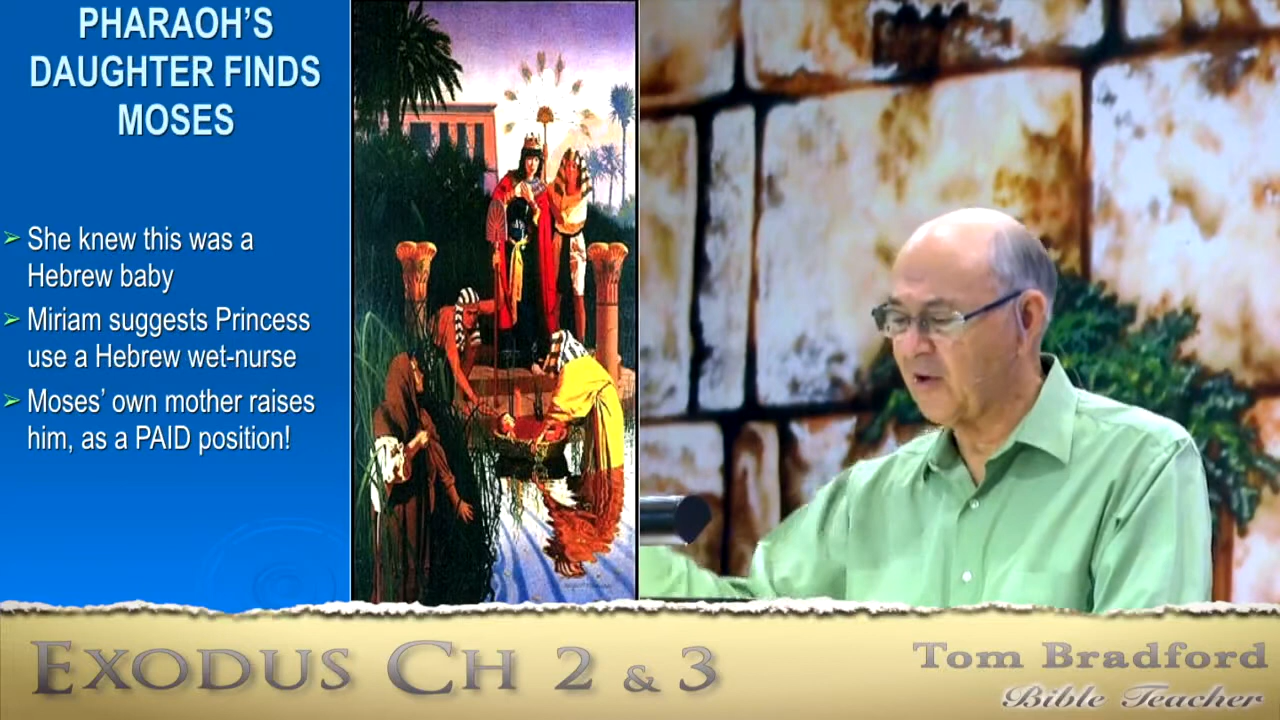 PHARAOH’S
DAUGHTER FINDS
MOSES
➢ She knew this was a
Hebrew baby
➢ Miriam suggests Princess
use a Hebrew wet-nurse
➢ Moses’ own mother raises
him, as a PAID position!
Exodus Ch 2 & 3
Tom Bradford
Bible Teacher